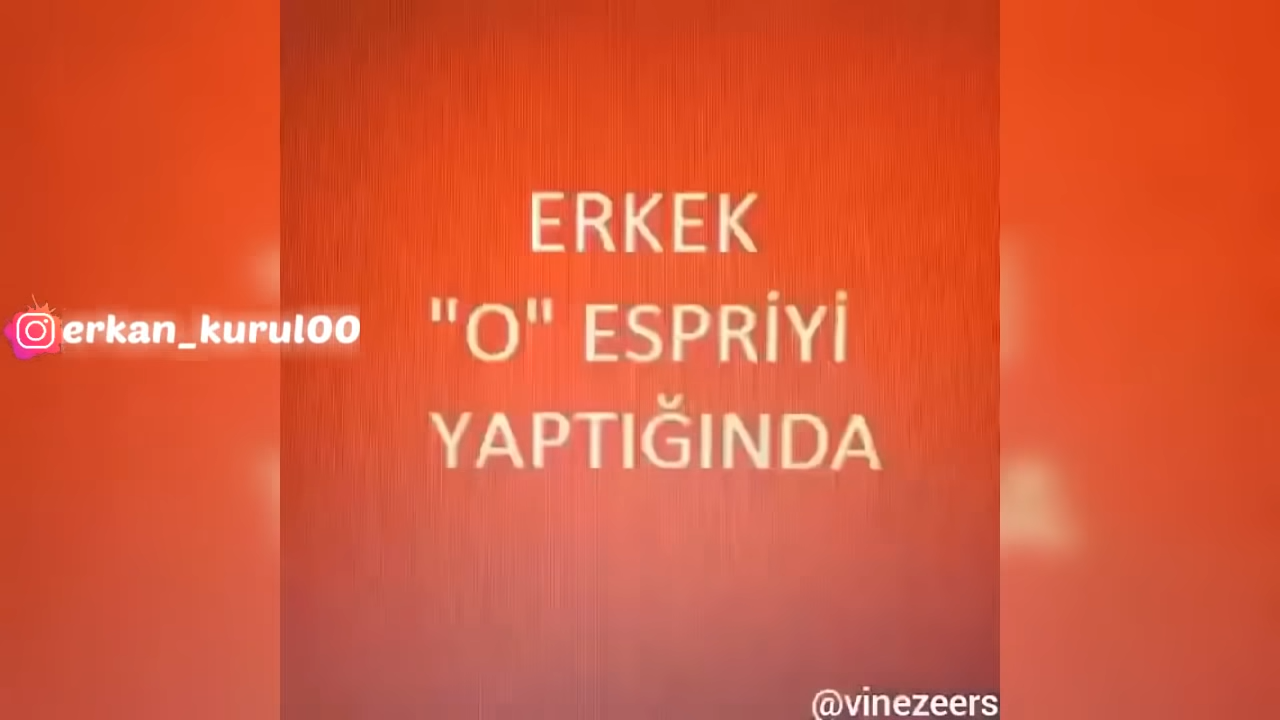 ERKEK
"O" ESPRİYİ
YAPTIĞINDA
erkan_kurul00
@vinezeers